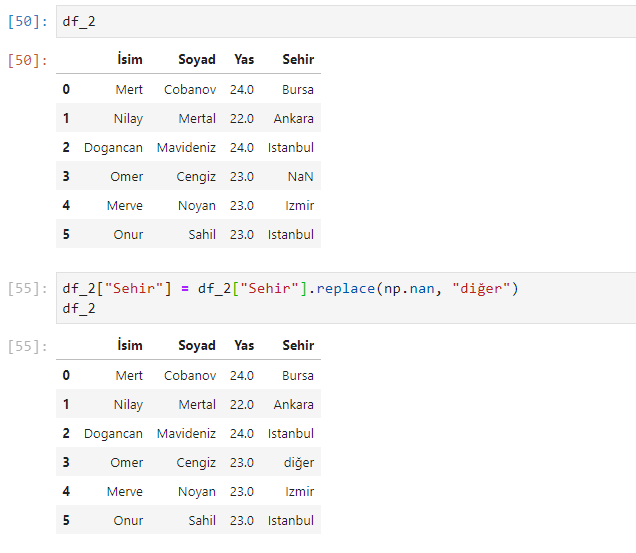 [50]: df_2
[50]: İsim Soyad Yas Sehir
0 Mert Cobanov 24.0 Bursa
1 Nilay Mertal 22.0 Ankara
2 Dogancan Mavideniz 24.0 Istanbul
3 Omer Cengiz 23.0 NaN
4 Merve Noyan 23.0 Izmir
5 Onur Sahil 23.0 Istanbul
[55]: df_2["Sehir"] = df_2["Sehir"].replace(np.nan, "diğer")
df_2
[55]: İsim Soyad Yas Sehir
0 Mert Cobanov 24.0 Bursa
1 Nilay Mertal 22.0 Ankara
2 Dogancan Mavideniz 24.0 Istanbul
3 Omer Cengiz 23.0 diğer
4 Merve Noyan 23.0 Izmir
5 Onur Sahil 23.0 Istanbul